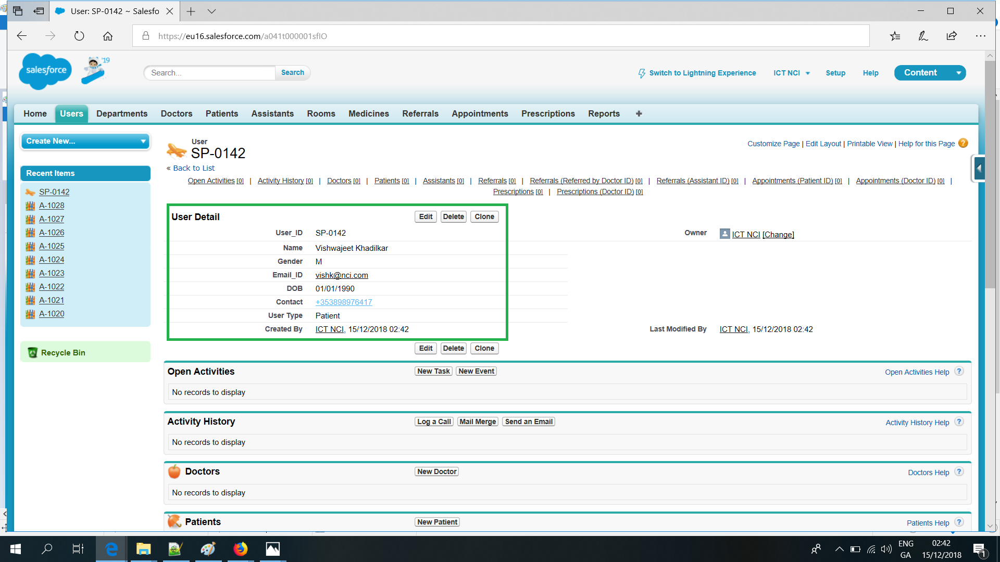 User: SP-0142 ~ Salesfo
https://eu16.salesforce.com/a041t000001sfIO
salesforce
'19
Search...
Search
Switch to Lightning Experience
ICT NCI
Setup
Help
Content
Home Users Departments Doctors Patients Assistants Rooms Medicines Referrals Appointments Prescriptions Reports +
Create New...
Recent Items
SP-0142
A-1028
A-1027
A-1026
A-1025
A-1024
A-1023
A-1022
A-1021
A-1020
Recycle Bin
User
SP-0142
Customize Page | Edit Layout | Printable View | Help for this Page ?
« Back to List
Open Activities [0] | Activity History [0] | Doctors [0] | Patients [0] | Assistants [0] | Referrals [0] | Referrals (Referred by Doctor ID) [0] | Referrals (Assistant ID) [0] | Appointments (Patient ID) [0] | Appointments (Doctor ID) [0] |
Prescriptions [0] | Prescriptions (Doctor ID) [0]
User Detail Edit Delete Clone
User_ID SP-0142 Owner ICT NCI [Change]
Name Vishwajeet Khadilkar
Gender M
Email_ID vishk@nci.com
DOB 01/01/1990
Contact +353898976417
User Type Patient
Created By ICT NCI, 15/12/2018 02:42 Last Modified By ICT NCI, 15/12/2018 02:42
Edit Delete Clone
Open Activities New Task New Event Open Activities Help ?
No records to display
Activity History Log a Call Mail Merge Send an Email Activity History Help ?
No records to display
Doctors New Doctor Doctors Help ?
No records to display
Patients New Patient Patients Help ?
ENG
GA
02:42
15/12/2018
1